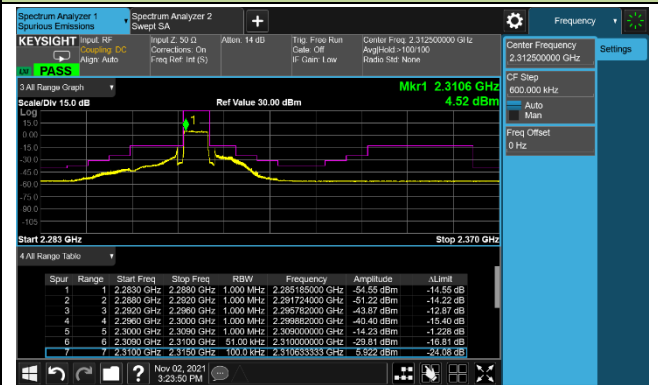 Spectrum Analyzer 1
Spurious Emissions
Spectrum Analyzer 2
Swept SA
+
Frequency
KEYSIGHT
Input: RF
Coupling: DC
Align: Auto
Input Z: 50 Ω
Corrections: On
Freq Ref: Int (S)
Atten: 14 dB
Trig: Free Run
Gate: Off
IF Gain: Low
Center Freq: 2.312500000 GHz
Avg|Hold:>100/100
Radio Std: None
PASS
Center Frequency
2.312500000 GHz
Settings
CF Step
600.000 kHz
Auto
Man
Freq Offset
0 Hz
3 All Range Graph
Mkr1 2.3106 GHz
4.52 dBm
Scale/Div 15.0 dB
Ref Value 30.00 dBm
Log
15.0
0.00
-15.0
-30.0
-45.0
-60.0
-75.0
-90.0
-105
1
Start 2.283 GHz
Stop 2.370 GHz
4 All Range Table
Spur Range Start Freq Stop Freq RBW Frequency Amplitude ΔLimit
1 1 2.2830 GHz 2.2880 GHz 1.000 MHz 2.285185000 GHz -54.55 dBm -14.55 dB
2 2 2.2880 GHz 2.2920 GHz 1.000 MHz 2.291724000 GHz -51.22 dBm -14.22 dB
3 3 2.2920 GHz 2.2960 GHz 1.000 MHz 2.295782000 GHz -43.87 dBm -12.87 dB
4 4 2.2960 GHz 2.3000 GHz 1.000 MHz 2.299882000 GHz -40.40 dBm -15.40 dB
5 5 2.3000 GHz 2.3090 GHz 1.000 MHz 2.309000000 GHz -14.23 dBm -1.228 dB
6 6 2.3090 GHz 2.3100 GHz 51.00 kHz 2.310000000 GHz -29.81 dBm -16.81 dB
7 7 2.3100 GHz 2.3150 GHz 100.0 kHz 2.310633333 GHz 5.922 dBm -24.08 dB
?
Nov 02, 2021
3:23:50 PM